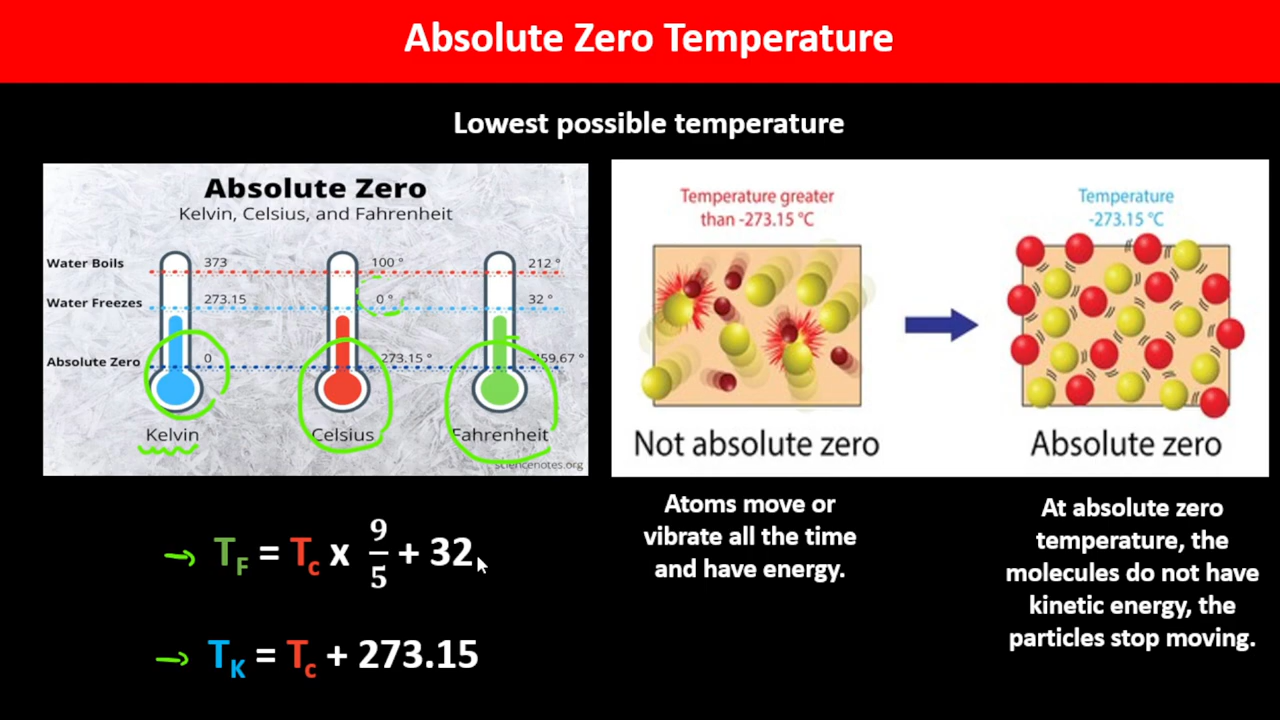 Absolute Zero Temperature
Lowest possible temperature
Absolute Zero
Kelvin, Celsius, and Fahrenheit
Water Boils 373 100 ° 212 °
Water Freezes 273.15 0 ° 32 °
Absolute Zero 0 273.15 ° -459.67 °
Kelvin Celsius Fahrenheit
sciencenotes.org
Temperature greater
than -273.15 °C
Temperature
-273.15 °C
Not absolute zero
Absolute zero
Atoms move or
vibrate all the time
and have energy.
At absolute zero
temperature, the
molecules do not have
kinetic energy, the
particles stop moving.
→ TF = Tc x 9/5 + 32
→ TK = Tc + 273.15